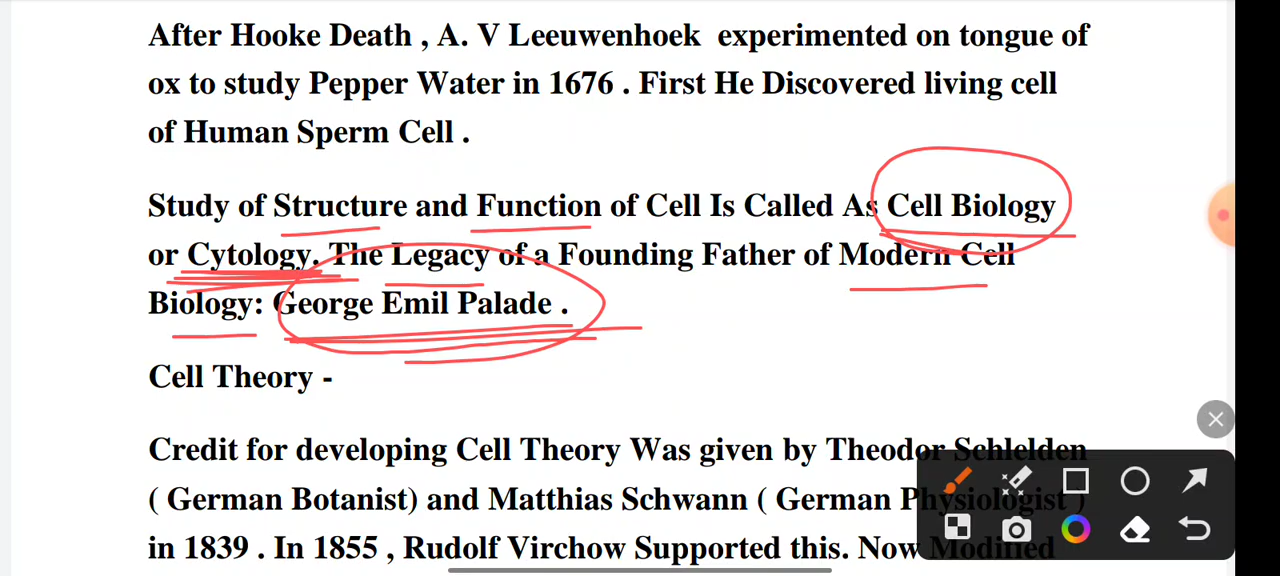 After Hooke Death , A. V Leeuwenhoek experimented on tongue of
ox to study Pepper Water in 1676 . First He Discovered living cell
of Human Sperm Cell .
Study of Structure and Function of Cell Is Called As Cell Biology
or Cytology. The Legacy of a Founding Father of Modern Cell
Biology: George Emil Palade .
Cell Theory -
Credit for developing Cell Theory Was given by Theodor Schlelden
( German Botanist) and Matthias Schwann ( German Physiologist )
in 1839 . In 1855 , Rudolf Virchow Supported this. Now Modified